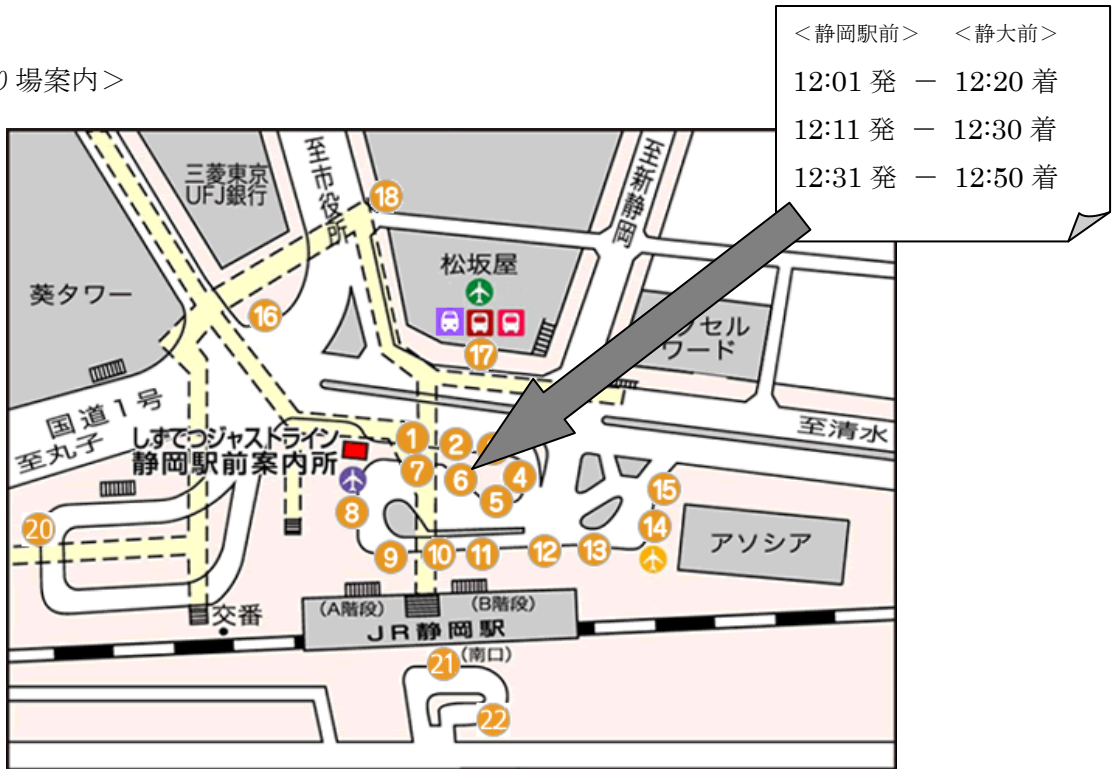 <静岡駅前> <静大前>
12:01 発 － 12:20 着
12:11 発 － 12:30 着
12:31 発 － 12:50 着
場案内>
三菱東京
UFJ銀行
至市役所
18
至新静岡
松坂屋
葵タワー
16
17
セル
ワード
国道1号
至丸子
しずてつジャストライン
静岡駅前案内所
1
2
至清水
7
6
4
5
15
8
14
20
9
10
11
12
13
アソシア
(A階段)
(B階段)
交番
JR静岡駅
21
(南口)
22